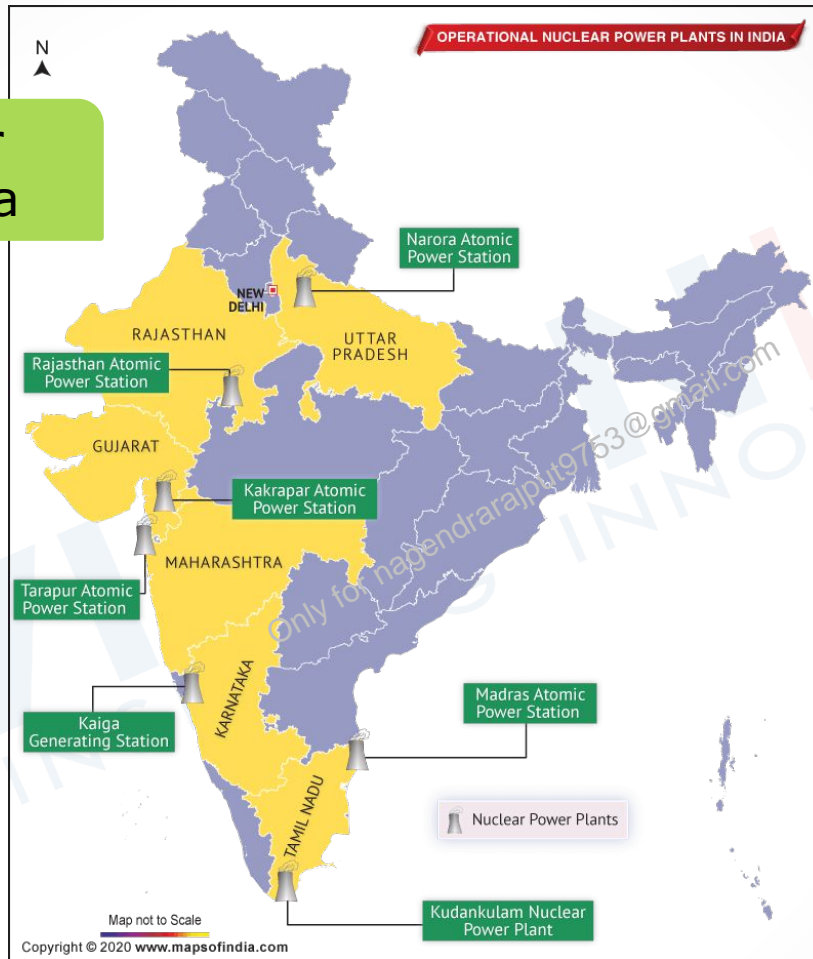 OPERATIONAL NUCLEAR POWER PLANTS IN INDIA
N
Narora Atomic
Power Station
NEW
DELHI
RAJASTHAN
UTTAR
PRADESH
Rajasthan Atomic
Power Station
GUJARAT
Kakrapar Atomic
Power Station
MAHARASHTRA
Tarapur Atomic
Power Station
Only for nagendrarajput9753@gmail.com
KARNATAKA
Madras Atomic
Power Station
Kaiga
Generating Station
TAMIL NADU
Nuclear Power Plants
Kudankulam Nuclear
Power Plant
Map not to Scale
Copyright © 2020 www.mapsofindia.com